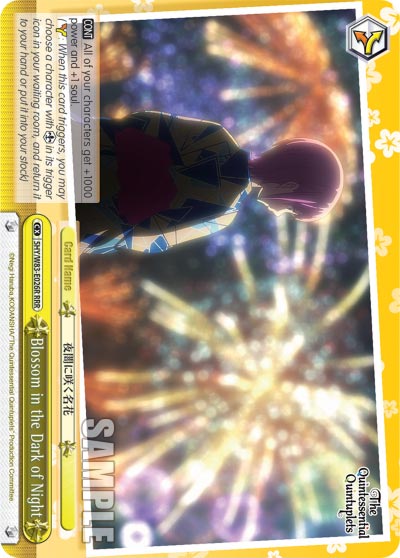 [CONT] All of your characters get +1000
power and +1 soul.
( : When this card triggers, you may
choose a character with in its trigger
icon in your waiting room, and return it
to your hand or put it into your stock)
Card Name
夜闇に咲く名花
CX
5HY/W83-E026R RRR
Blossom in the Dark of Night
©Negi Haruba,KODANSHA/"The Quintessential Quintuplets" Production Committee.
The
Quintessential
Quintuplets
SAMPLE